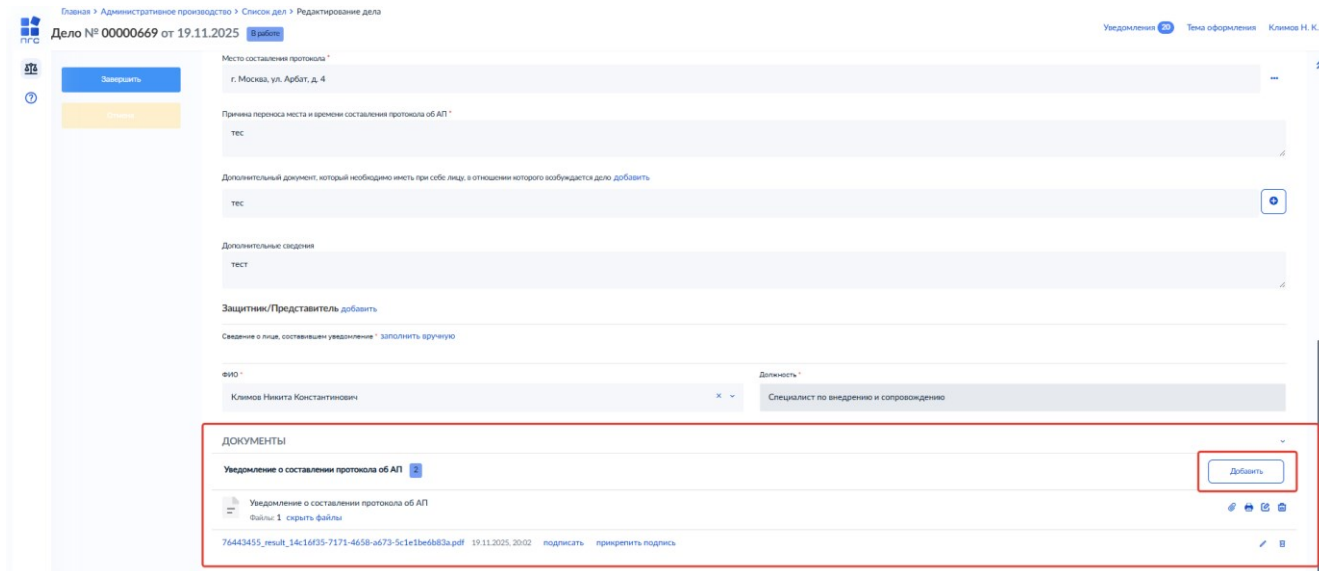 Главная > Административное производство > Список дел > Редактирование дела
ПГС
Дело № 00000669 от 19.11.2025 В работе
Уведомления 20 Тема оформления Климов Н. К.
Завершить
Место составления протокола *
г. Москва, ул. Арбат, д. 4
Причина переноса места и времени составления протокола об АП *
тес
Дополнительный документ, который необходимо иметь при себе лицу, в отношении которого возбуждается дело добавить
тес
Дополнительные сведения
тест
Защитник/Представитель добавить
Сведение о лице, составившем уведомление * заполнить вручную
ФИО * Должность *
Климов Никита Константинович Специалист по внедрению и сопровождению
ДОКУМЕНТЫ
Уведомление о составлении протокола об АП 2 Добавить
Уведомление о составлении протокола об АП
Файлы: 1 скрыть файлы
76443455_result_14c16f35-7171-4658-a673-5c1e1be6b83a.pdf 19.11.2025, 20:02 подписать прикрепить подпись